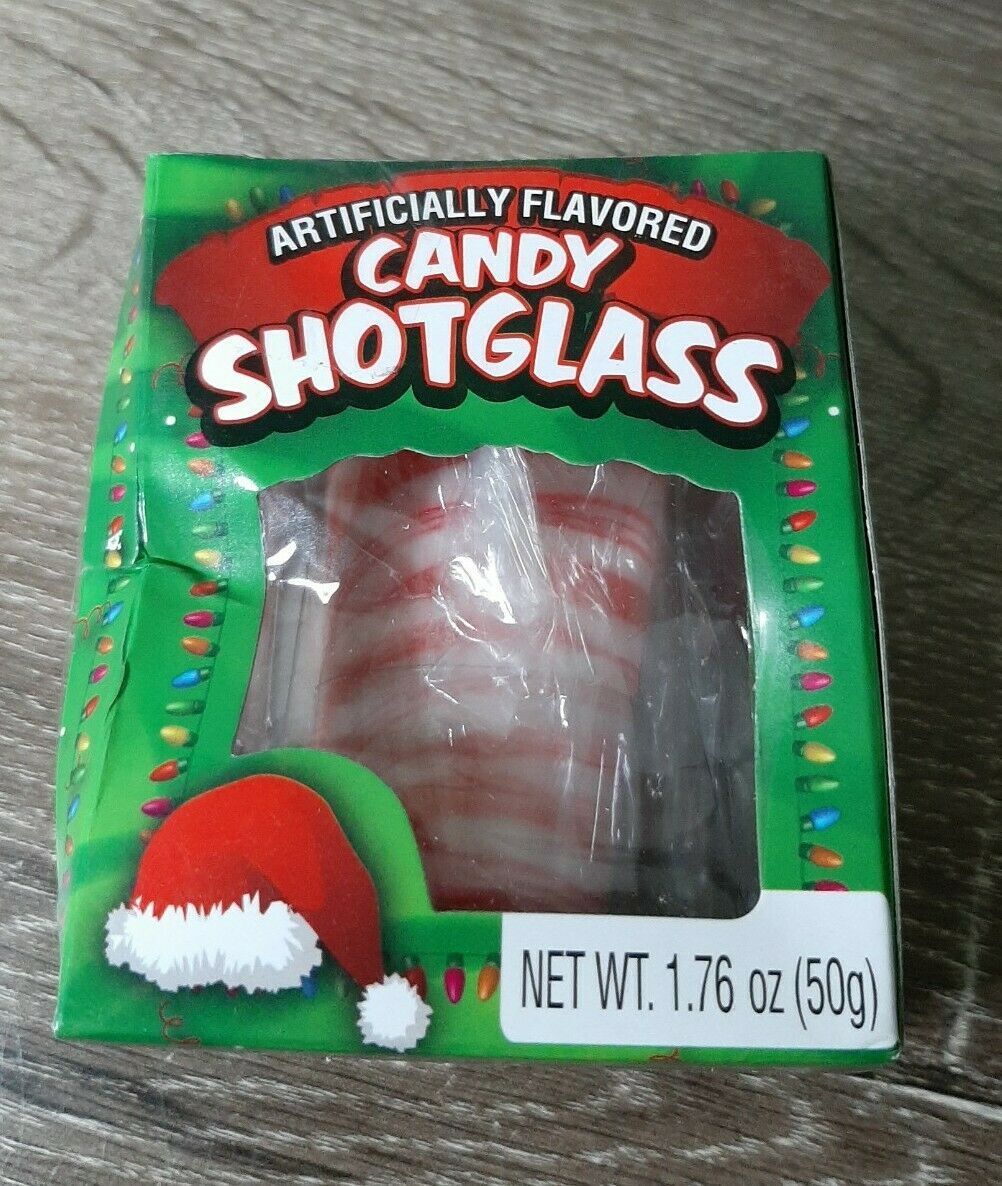 ARTIFICIALLY FLAVORED
CANDY
SHOTGLASS
NET WT. 1.76 oz (50g)